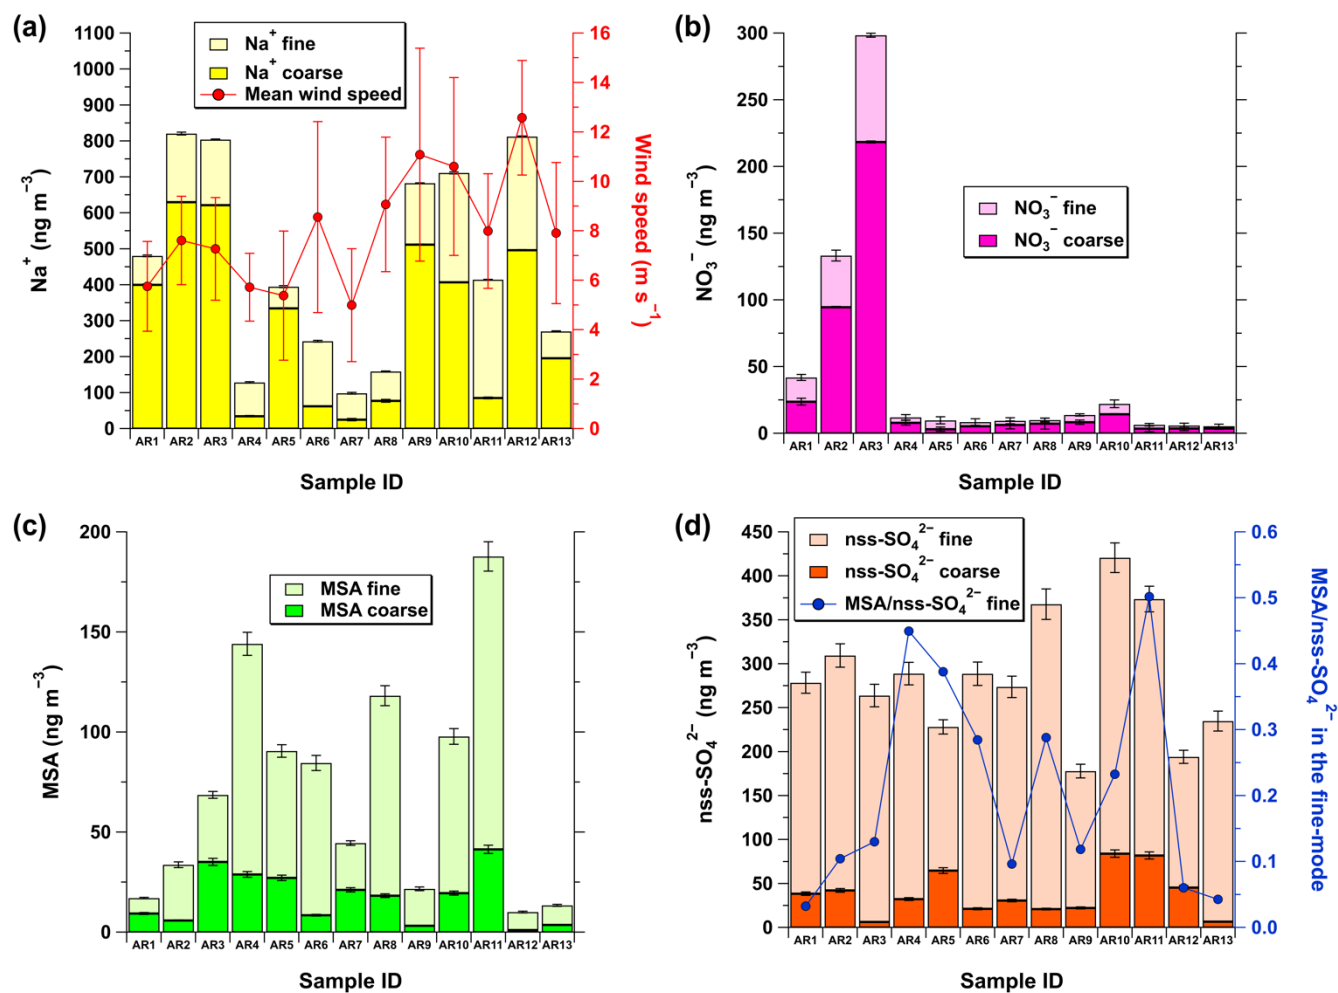 (a)
Na⁺ fine
Na⁺ coarse
Mean wind speed
1100
1000
900
800
700
600
500
400
300
200
100
0
Na⁺ (ng m⁻³)
16
14
12
10
8
6
4
2
0
Wind speed (m s⁻¹)
AR1 AR2 AR3 AR4 AR5 AR6 AR7 AR8 AR9 AR10 AR11 AR12 AR13
Sample ID
(b)
NO₃⁻ fine
NO₃⁻ coarse
300
250
200
150
100
50
0
NO₃⁻ (ng m⁻³)
AR1 AR2 AR3 AR4 AR5 AR6 AR7 AR8 AR9 AR10 AR11 AR12 AR13
Sample ID
(c)
MSA fine
MSA coarse
200
150
100
50
0
MSA (ng m⁻³)
AR1 AR2 AR3 AR4 AR5 AR6 AR7 AR8 AR9 AR10 AR11 AR12 AR13
Sample ID
(d)
nss-SO₄²⁻ fine
nss-SO₄²⁻ coarse
MSA/nss-SO₄²⁻ fine
450
400
350
300
250
200
150
100
50
0
nss-SO₄²⁻ (ng m⁻³)
0.6
0.5
0.4
0.3
0.2
0.1
0.0
MSA/nss-SO₄²⁻ in the fine-mode
AR1 AR2 AR3 AR4 AR5 AR6 AR7 AR8 AR9 AR10 AR11 AR12 AR13
Sample ID